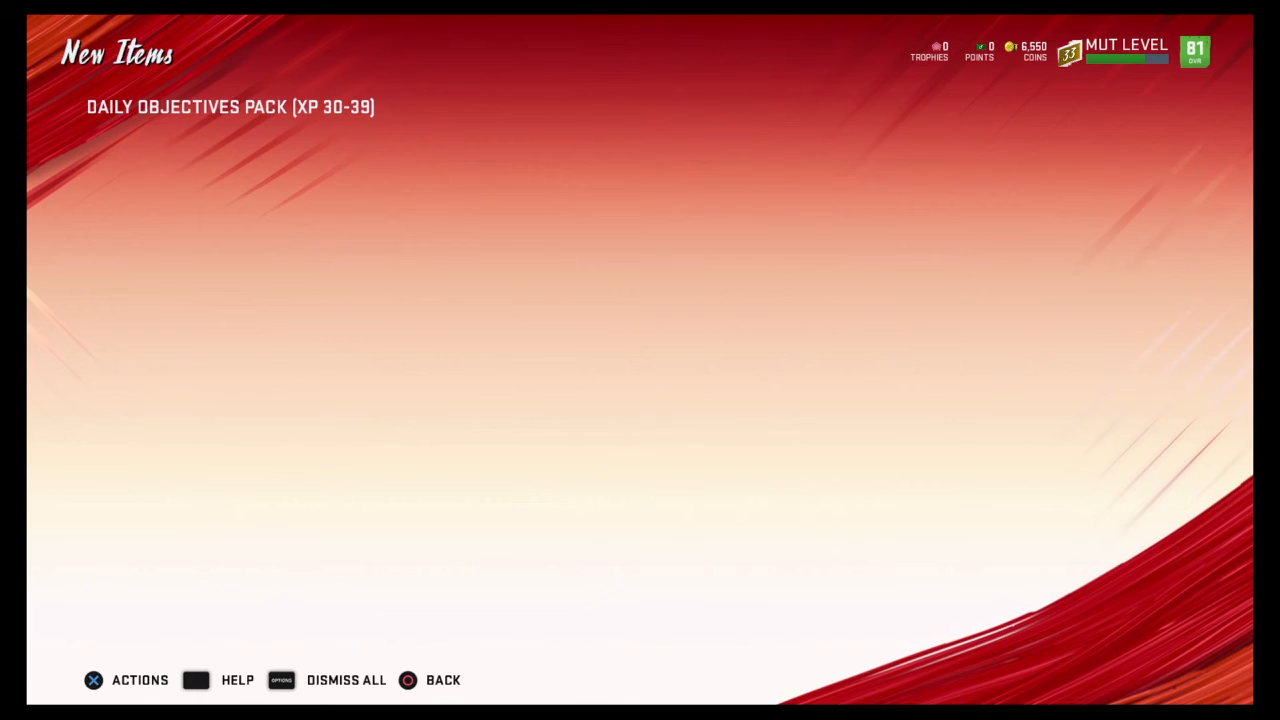 New Items
0
TROPHIES
0
POINTS
6,550
COINS
33
MUT LEVEL
81
OVR
DAILY OBJECTIVES PACK (XP 30-39)
ACTIONS
HELP
OPTIONS
DISMISS ALL
BACK